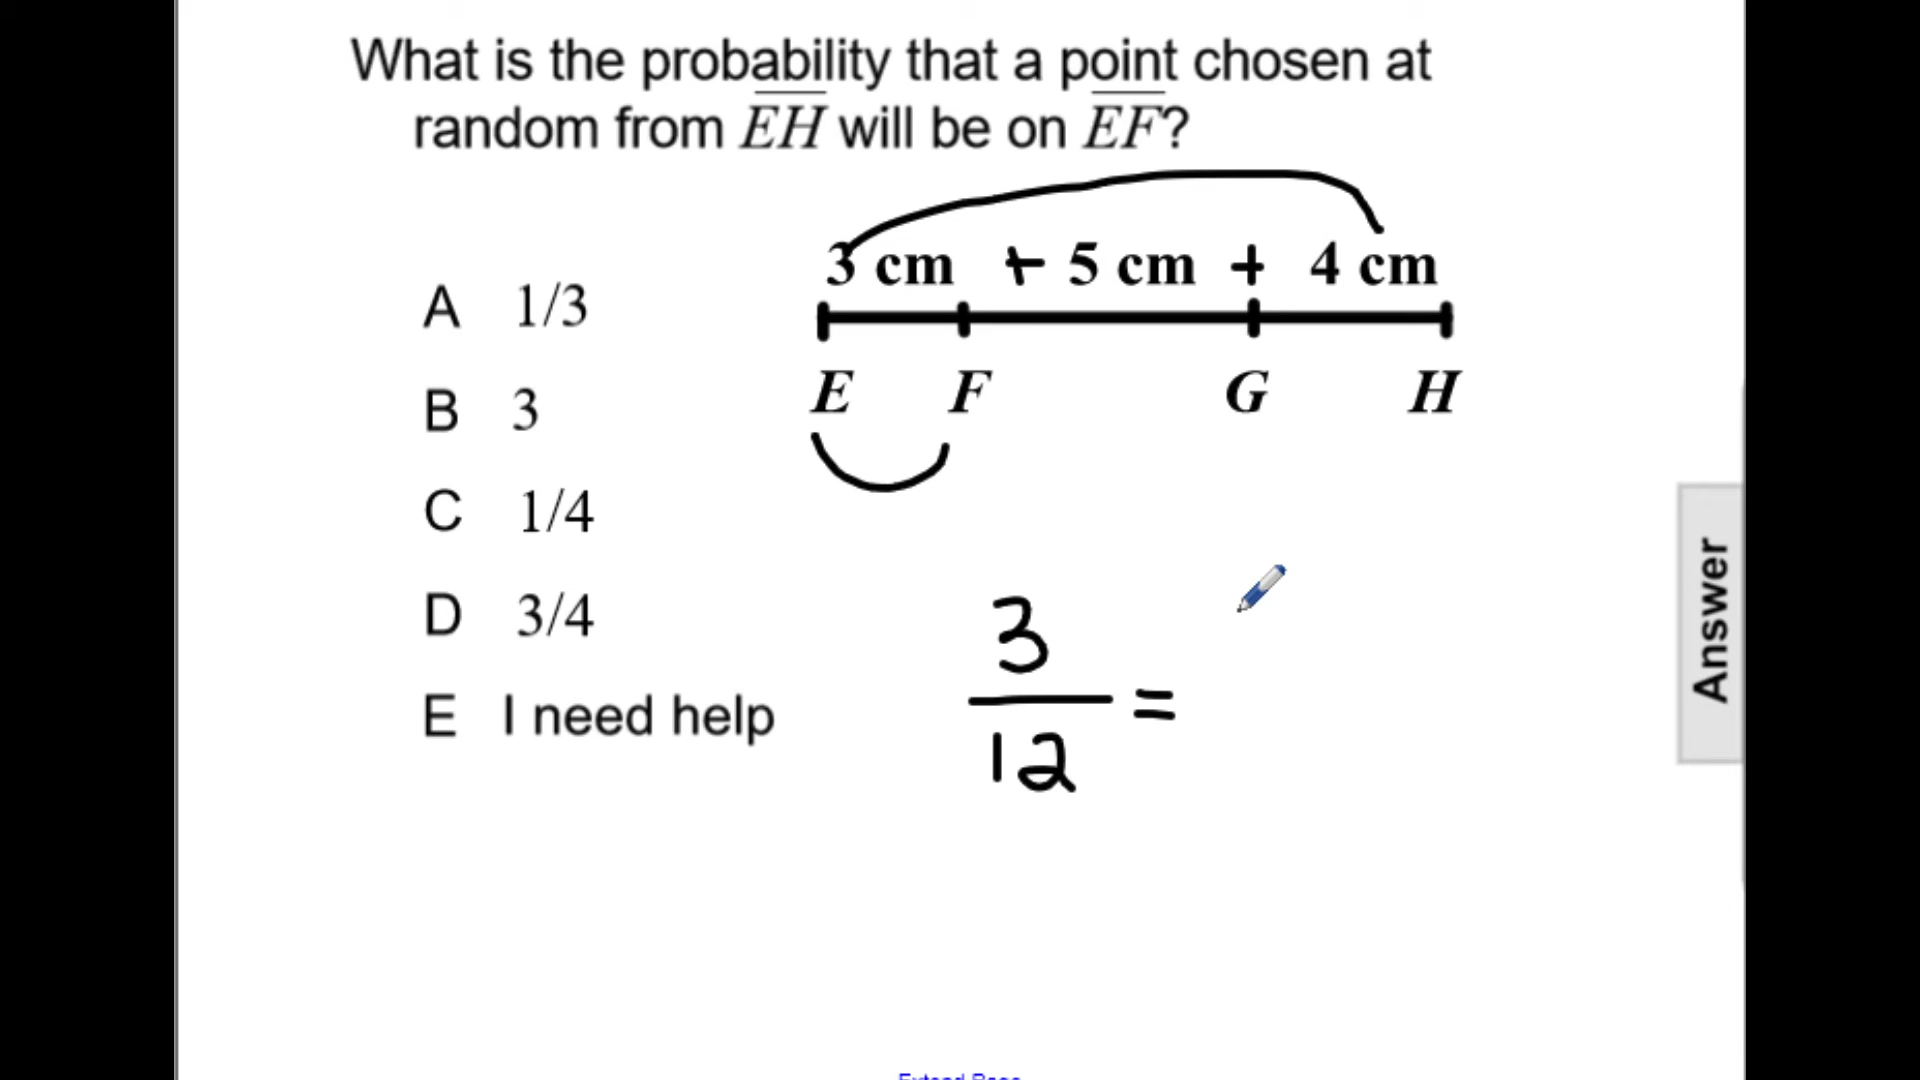 What is the probability that a point chosen at
random from EH will be on EF?
3 cm + 5 cm + 4 cm
E F G H
A 1/3
B 3
C 1/4
D 3/4
E I need help
3
12 =
Answer